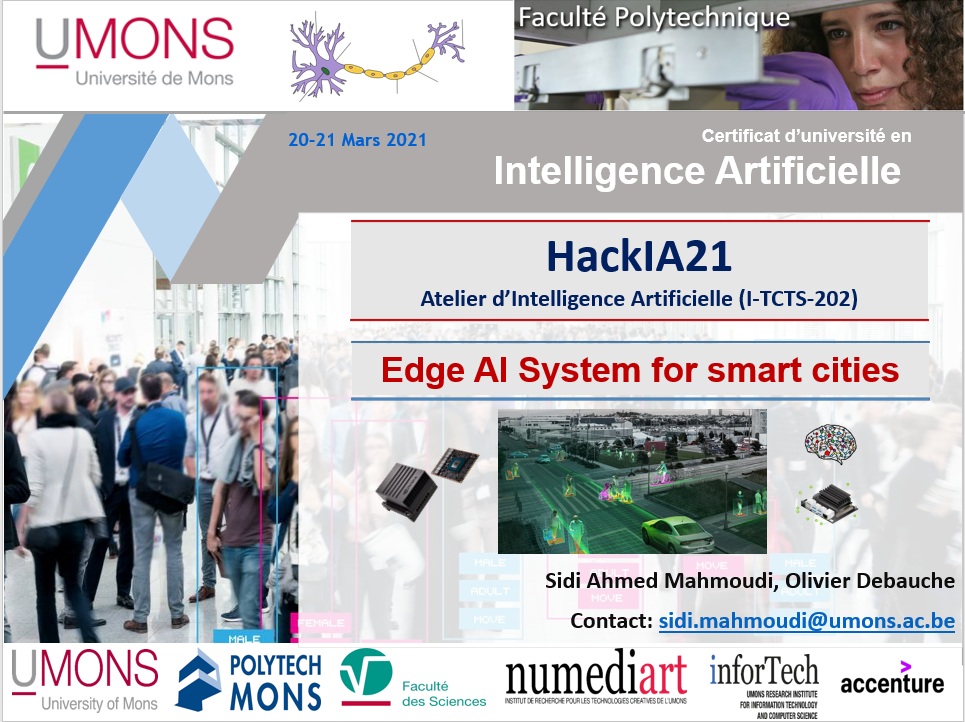 UMONS
Université de Mons
Faculté Polytechnique
20-21 Mars 2021
Certificat d'université en
Intelligence Artificielle
HackIA21
Atelier d'Intelligence Artificielle (I-TCTS-202)
Edge AI System for smart cities
MALE
ADULT
MOVE
FEMALE
MALE
MOVE
MALE
ADULT
MOVE
Sidi Ahmed Mahmoudi, Olivier Debauche
Contact: sidi.mahmoudi@umons.ac.be
UMONS
University of Mons
POLYTECH
MONS
Faculté
des Sciences
numediart
INSTITUT DE RECHERCHE POUR LES TECHNOLOGIES CREATIVES DE L'UMONS
inforTech
UMONS RESEARCH INSTITUTE
FOR INFORMATION TECHNOLOGY
AND COMPUTER SCIENCE
accenture